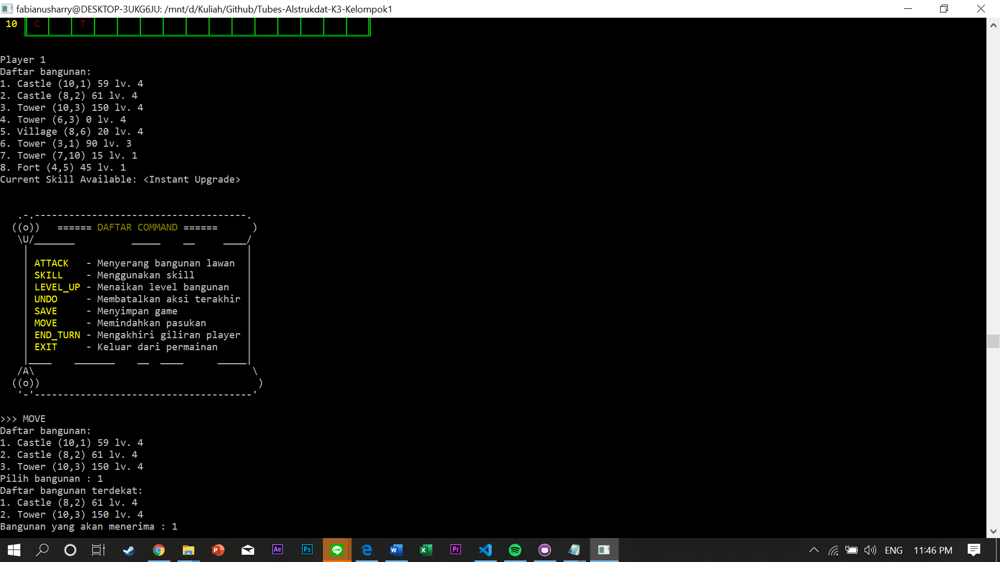 fabianusharry@DESKTOP-3UKG6JU: /mnt/d/Kuliah/Github/Tubes-Alstrukdat-K3-Kelompok1
10 C T
Player 1
Daftar bangunan:
1. Castle (10,1) 59 lv. 4
2. Castle (8,2) 61 lv. 4
3. Tower (10,3) 150 lv. 4
4. Tower (6,3) 0 lv. 4
5. Village (8,6) 20 lv. 4
6. Tower (3,1) 90 lv. 3
7. Tower (7,10) 15 lv. 1
8. Fort (4,5) 45 lv. 1
Current Skill Available: <Instant Upgrade>
.-.-------------------------------------.
((o))   ====== DAFTAR COMMAND ======      )
\U/_______          _____    __     ____/
ATTACK   - Menyerang bangunan lawan
SKILL    - Menggunakan skill
LEVEL_UP - Menaikan level bangunan
UNDO     - Membatalkan aksi terakhir
SAVE     - Menyimpan game
MOVE     - Memindahkan pasukan
END_TURN - Mengakhiri giliran player
EXIT     - Keluar dari permainan
|____    _______    __  ____      _____|
/A\                                      \
((o))                                      )
'-'--------------------------------------'
>>> MOVE
Daftar bangunan:
1. Castle (10,1) 59 lv. 4
2. Castle (8,2) 61 lv. 4
3. Tower (10,3) 150 lv. 4
Pilih bangunan : 1
Daftar bangunan terdekat:
1. Castle (8,2) 61 lv. 4
2. Tower (10,3) 150 lv. 4
Bangunan yang akan menerima : 1
Ae Ps LINE Pr ENG 11:46 PM